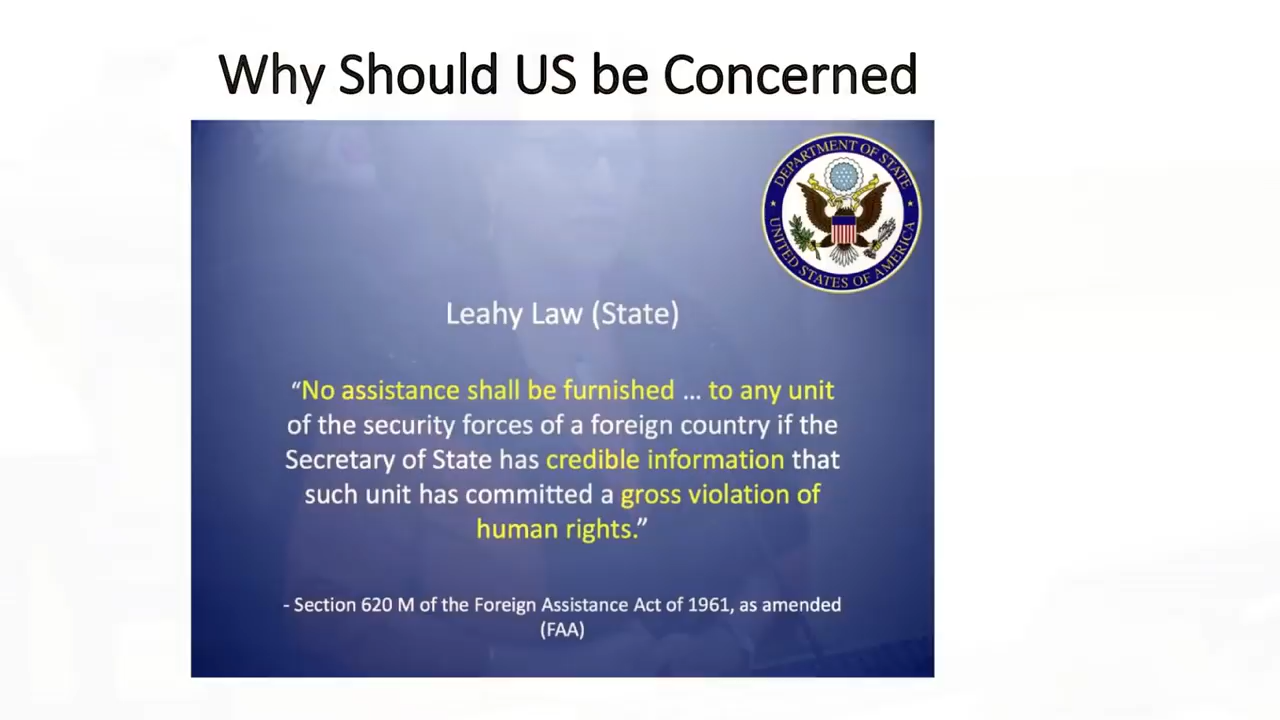 Why Should US be Concerned
DEPARTMENT OF STATE
UNITED STATES OF AMERICA
Leahy Law (State)
“No assistance shall be furnished ... to any unit
of the security forces of a foreign country if the
Secretary of State has credible information that
such unit has committed a gross violation of
human rights.”
- Section 620 M of the Foreign Assistance Act of 1961, as amended
(FAA)